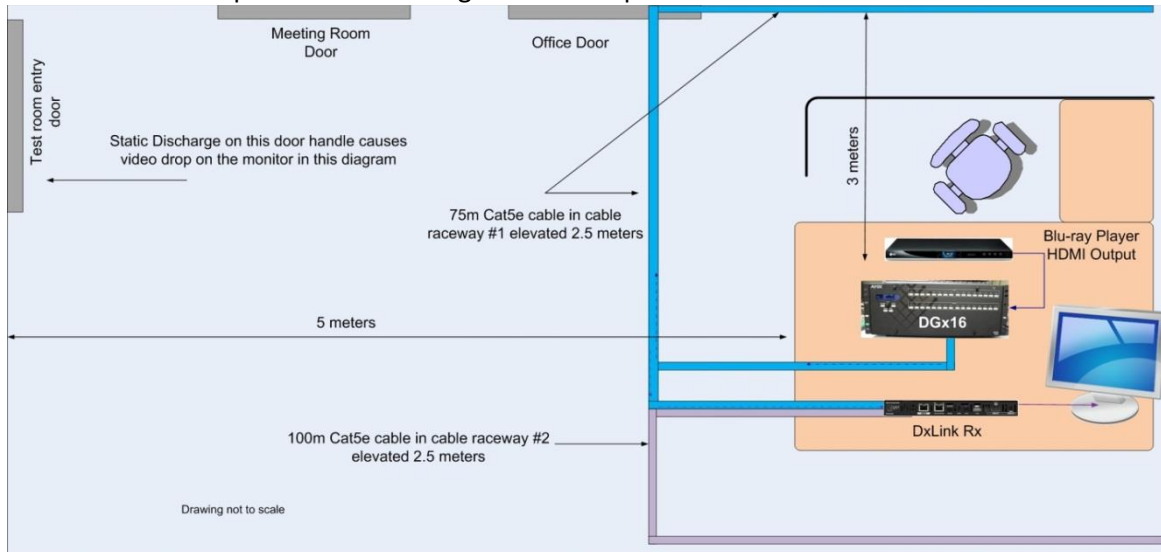 Meeting Room
Door
Office Door
Test room entry
door
Static Discharge on this door handle causes
video drop on the monitor in this diagram
3 meters
75m Cat5e cable in cable
raceway #1 elevated 2.5 meters
Blu-ray Player
HDMI Output
DGx16
5 meters
DxLink Rx
100m Cat5e cable in cable raceway #2
elevated 2.5 meters
Drawing not to scale